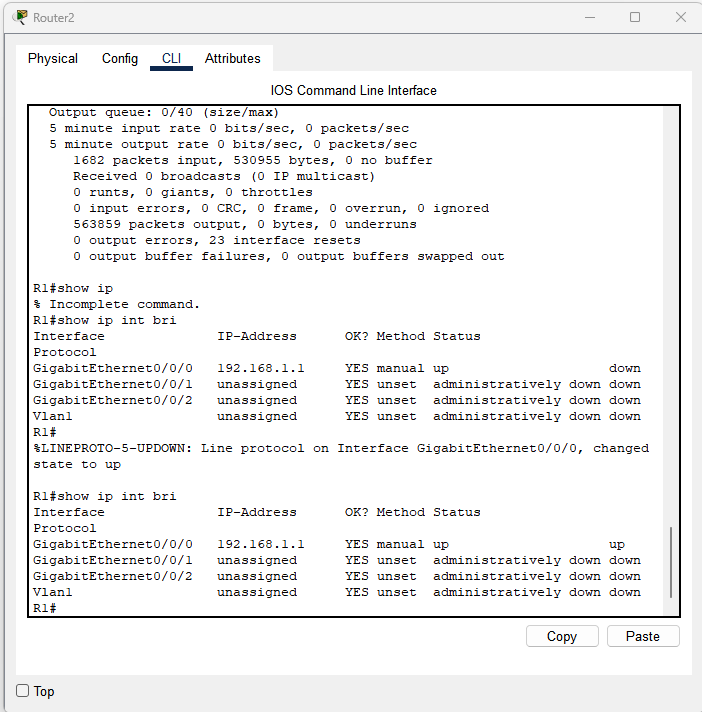 Router2
Physical Config CLI Attributes
IOS Command Line Interface
Output queue: 0/40 (size/max)
5 minute input rate 0 bits/sec, 0 packets/sec
5 minute output rate 0 bits/sec, 0 packets/sec
1682 packets input, 530955 bytes, 0 no buffer
Received 0 broadcasts (0 IP multicast)
0 runts, 0 giants, 0 throttles
0 input errors, 0 CRC, 0 frame, 0 overrun, 0 ignored
563859 packets output, 0 bytes, 0 underruns
0 output errors, 23 interface resets
0 output buffer failures, 0 output buffers swapped out
R1#show ip
% Incomplete command.
R1#show ip int bri
Interface IP-Address OK? Method Status
Protocol
GigabitEthernet0/0/0 192.168.1.1 YES manual up down
GigabitEthernet0/0/1 unassigned YES unset administratively down down
GigabitEthernet0/0/2 unassigned YES unset administratively down down
Vlan1 unassigned YES unset administratively down down
R1#
%LINEPROTO-5-UPDOWN: Line protocol on Interface GigabitEthernet0/0/0, changed
state to up
R1#show ip int bri
Interface IP-Address OK? Method Status
Protocol
GigabitEthernet0/0/0 192.168.1.1 YES manual up up
GigabitEthernet0/0/1 unassigned YES unset administratively down down
GigabitEthernet0/0/2 unassigned YES unset administratively down down
Vlan1 unassigned YES unset administratively down down
R1#
Copy Paste
Top